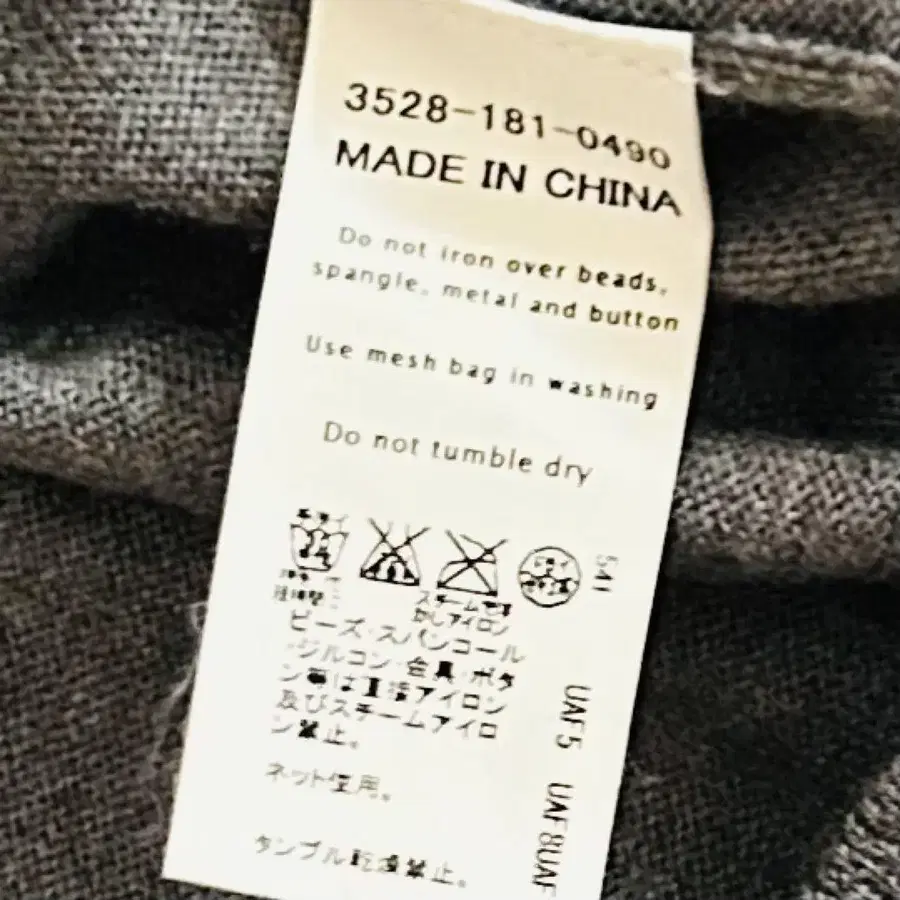 3528-181-0490
MADE IN CHINA
Do not iron over beads,
spangle, metal and button
Use mesh bag in washing
Do not tumble dry
541
ビーズ・スパンコール
・ジルコン・金具・ボタ
ン等は直接アイロン
及びスチームアイロ
ン禁止。
ネット使用。
タンブル乾燥禁止。
UAF5 UAF8UAF